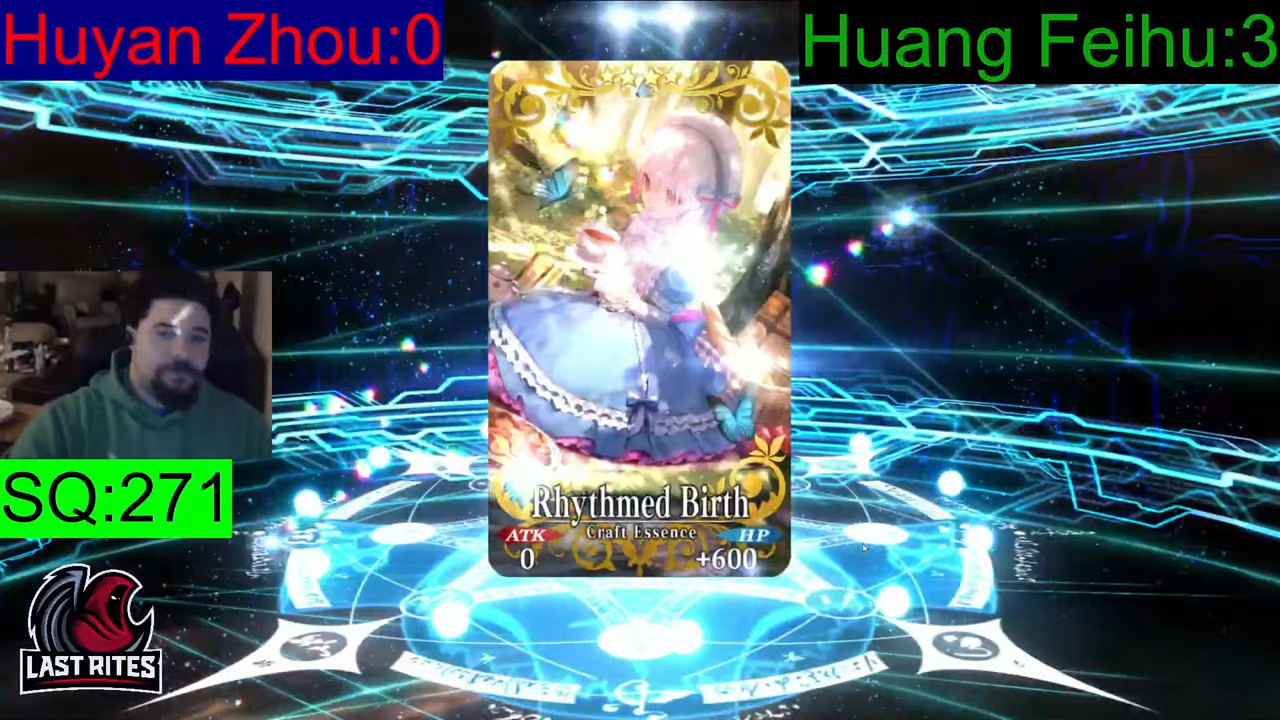 Huyan Zhou:0
Huang Feihu:3
SQ:271
LAST RITES
Rhythmed Birth
Craft Essence
ATK
HP
0
+600